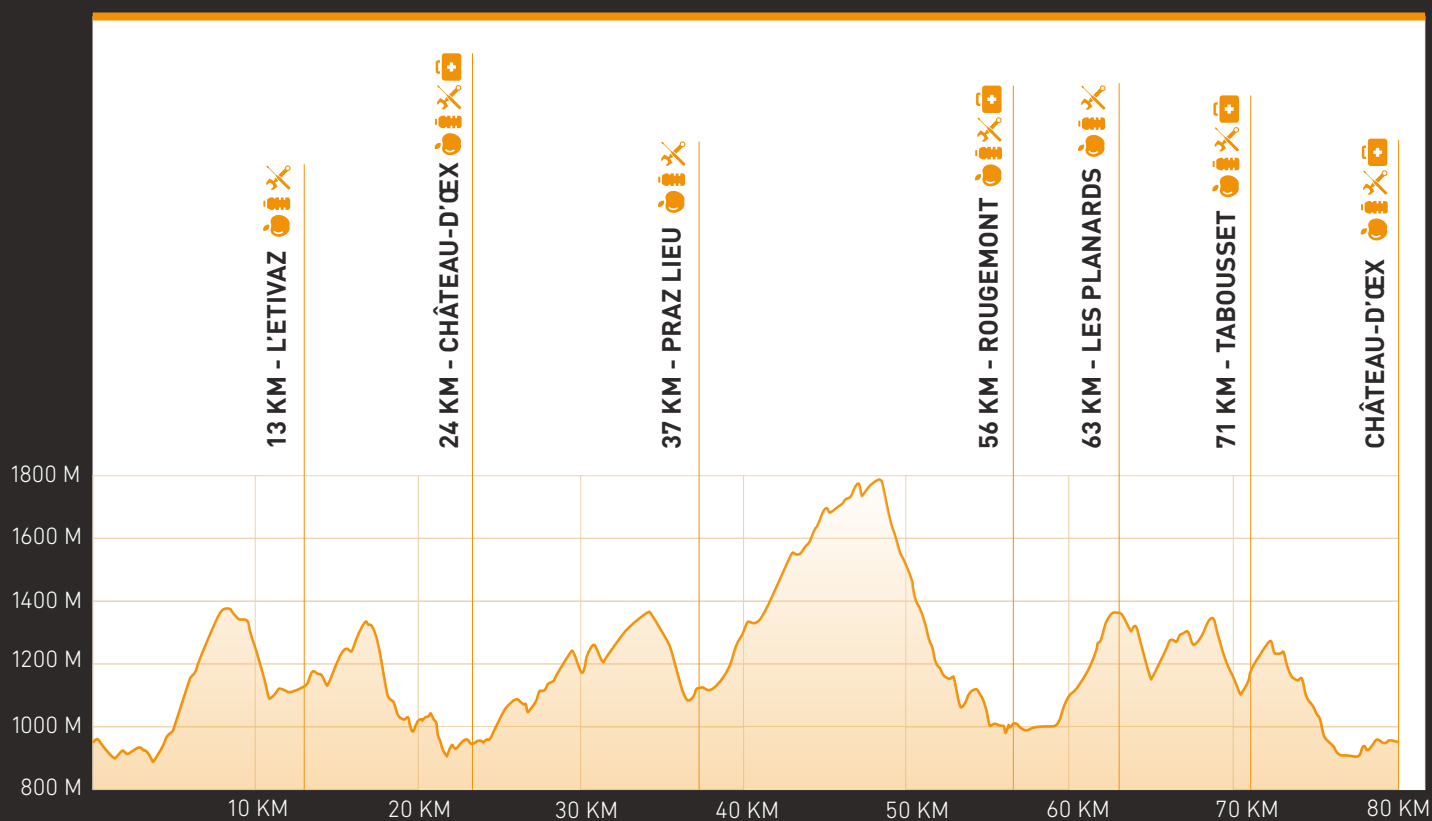 13 KM - L'ETIVAZ
24 KM - CHÂTEAU-D'ŒX
37 KM - PRAZ LIEU
56 KM - ROUGEMONT
63 KM - LES PLANARDS
71 KM - TABOUSSET
CHÂTEAU-D'ŒX
1800 M
1600 M
1400 M
1200 M
1000 M
800 M
10 KM
20 KM
30 KM
40 KM
50 KM
60 KM
70 KM
80 KM